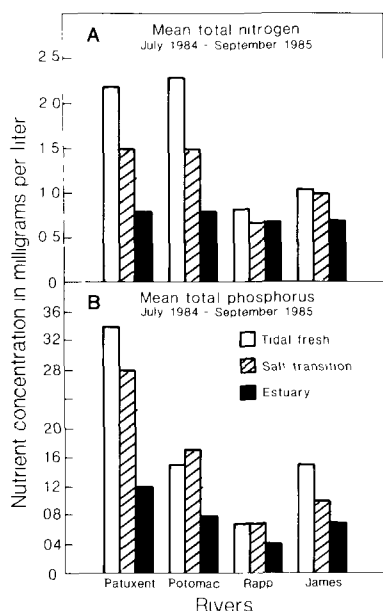 A
Mean total nitrogen
July 1984 - September 1985
2 5
2 0
1 5
1.0
0 5
0
B
Mean total phosphorus
July 1984 - September 1985
36
28
20
16
12
08
04
Tidal fresh
Salt transition
Estuary
Nutrient concentration in milligrams per liter
Patuxent Potomac Rapp James
Rivers